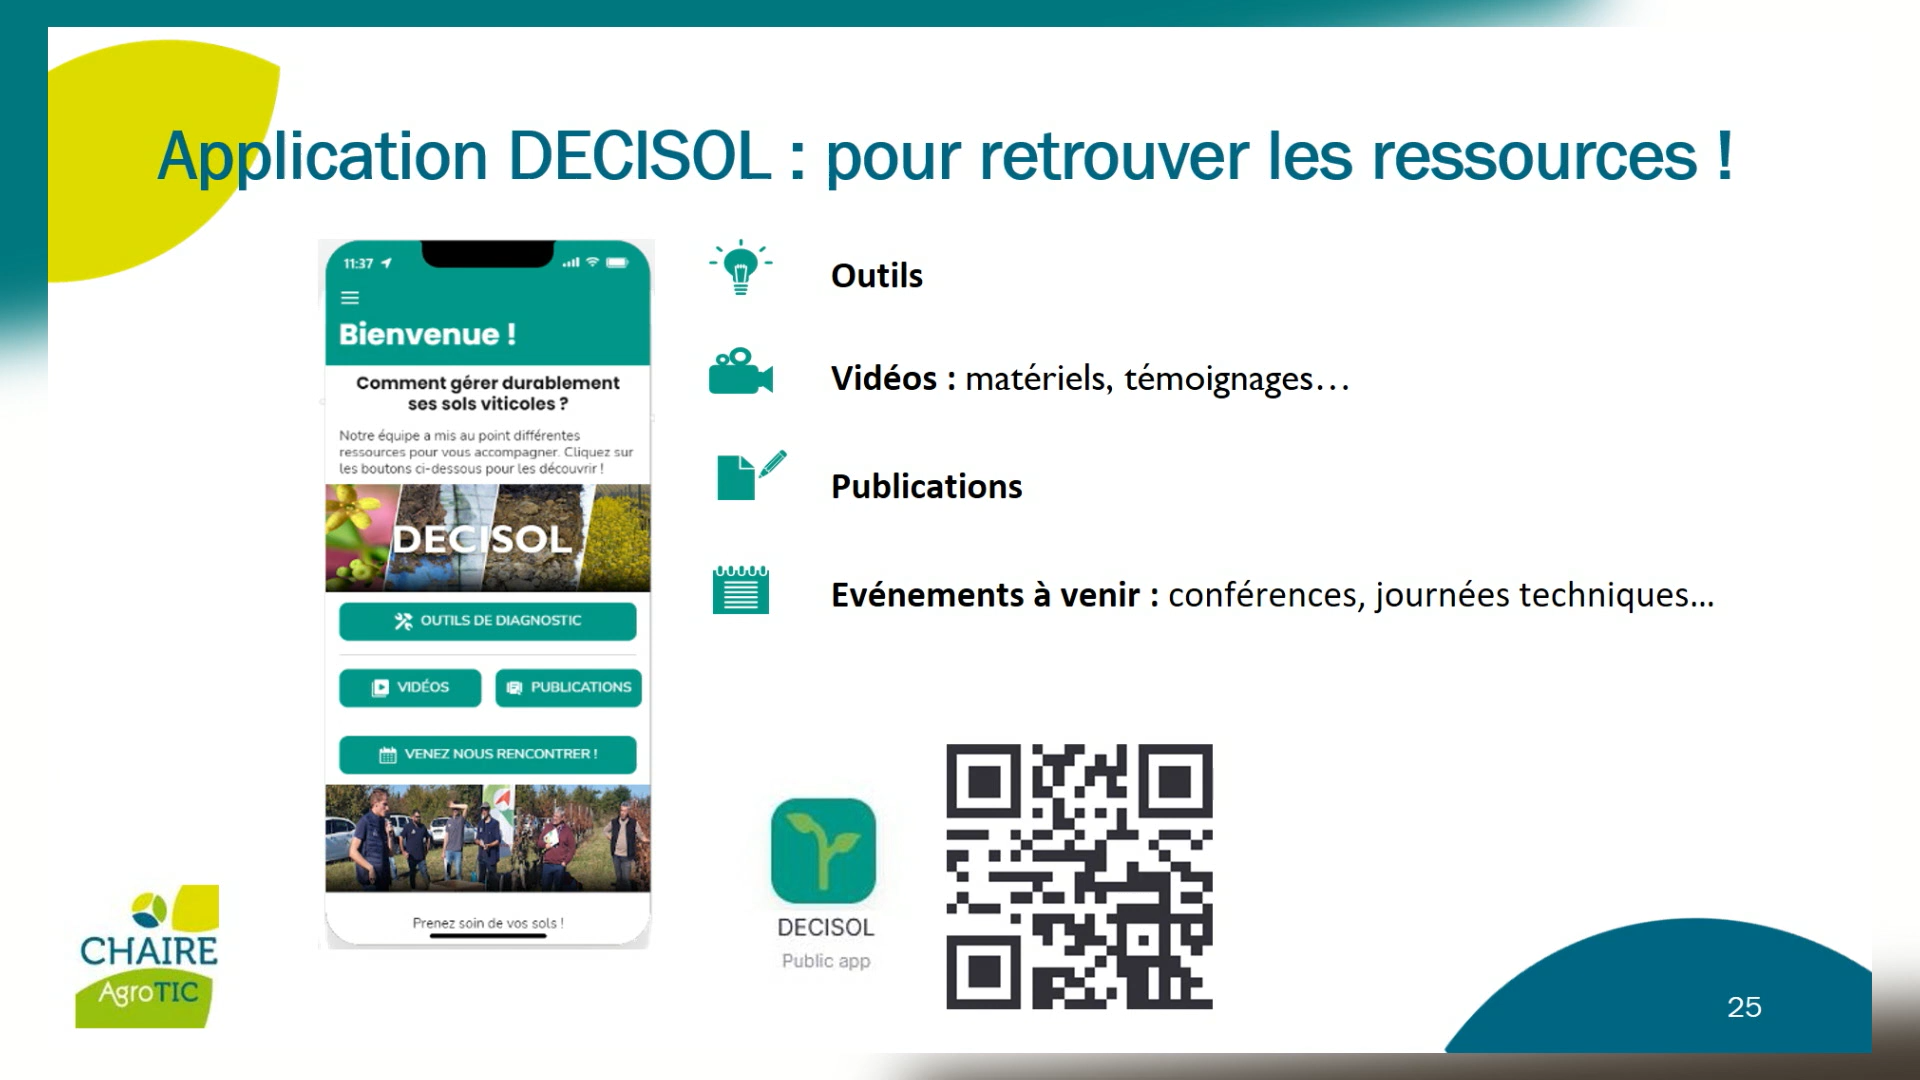 Application DECISOL : pour retrouver les ressources !
11:37
Bienvenue !
Comment gérer durablement
ses sols viticoles ?
Notre équipe a mis au point différentes
ressources pour vous accompagner. Cliquez sur
les boutons ci-dessous pour les découvrir !
DECISOL
OUTILS DE DIAGNOSTIC
VIDÉOS
PUBLICATIONS
VENEZ NOUS RENCONTRER !
Prenez soin de vos sols !
Outils
Vidéos : matériels, témoignages…
Publications
Evénements à venir : conférences, journées techniques…
DECISOL
Public app
CHAIRE
AgroTIC
25